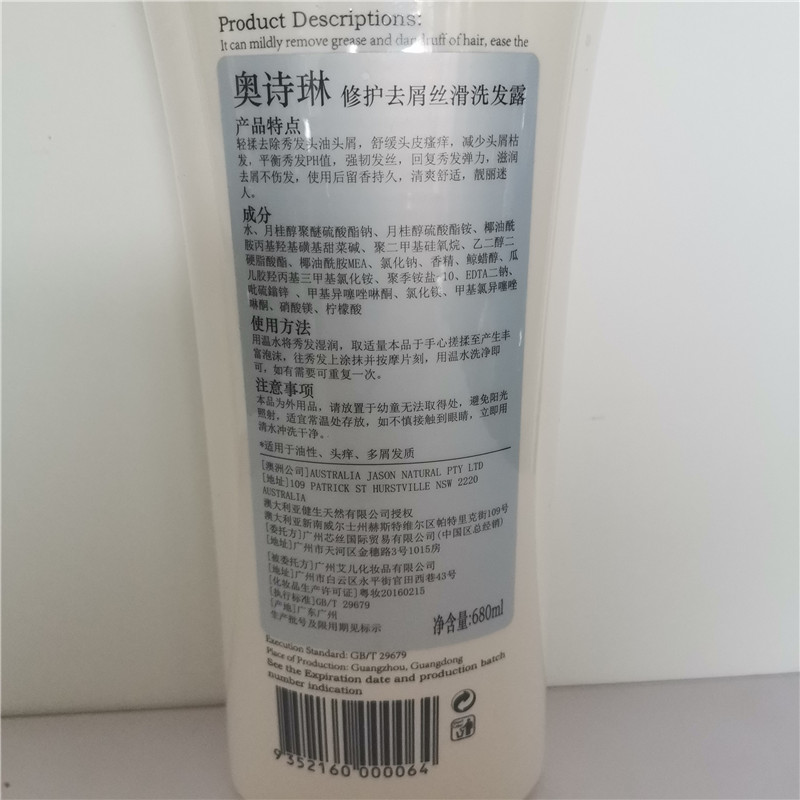 Product Descriptions:
It can mildly remove grease and dandruff of hair, ease the
奥诗琳 修护去屑丝滑洗发露
产品特点
轻揉去除秀发头油头屑，舒缓头皮瘙痒，减少头屑枯
发，平衡秀发PH值，强韧发丝，回复秀发弹力，滋润
去屑不伤发，使用后留香持久，清爽舒适，靓丽迷
人。
成分
水、月桂醇聚醚硫酸酯钠、月桂醇硫酸酯铵、椰油酰
胺丙基羟基磺基甜菜碱、聚二甲基硅氧烷、乙二醇二
硬脂酸酯、椰油酰胺MEA、氯化钠、香精、鲸蜡醇、瓜
儿胶羟丙基三甲基氯化铵、聚季铵盐-10、EDTA二钠、
吡硫鎓锌 、甲基异噻唑啉酮、氯化镁、甲基氯异噻唑
啉酮、硝酸镁、柠檬酸
使用方法
用温水将秀发湿润，取适量本品于手心搓揉至产生丰
富泡沫，往秀发上涂抹并按摩片刻，用温水洗净即
可，如有需要可重复一次。
注意事项
本品为外用品，请放置于幼童无法取得处，避免阳光
照射，适宜常温处存放，如不慎接触到眼睛，立即用
清水冲洗干净。
*适用于油性、头痒、多屑发质
[澳洲公司]AUSTRALIA JASON NATURAL PTY LTD
[地址]109 PATRICK ST HURSTVILLE NSW 2220
AUSTRALIA
澳大利亚健生天然有限公司授权
澳大利亚新南威尔士州赫斯特维尔区帕特里克街109号
[委托方]广州芯丝国际贸易有限公司(中国区总经销)
[地址]广州市天河区金穗路3号1015房
[被委托方]广州艾儿化妆品有限公司
[地址]广州市白云区永平街官田西巷43号
[化妆品生产许可证]粤妆20160215
[执行标准]GB/T 29679
[产地]广东广州
生产批号及限用期见标示
净含量:680ml
Execution Standard: GB/T 29679
Place of Production: Guangzhou, Guangdong
See the Expiration date and production batch
number indication
9 352160 000064